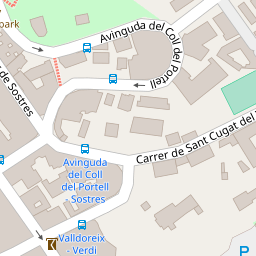 park
Avinguda del Coll del Portell
de Sostres
Carrer de Sant Cugat del
Avinguda
del Coll
del Portell
Sostres
Valldoreix
- Verdi
P